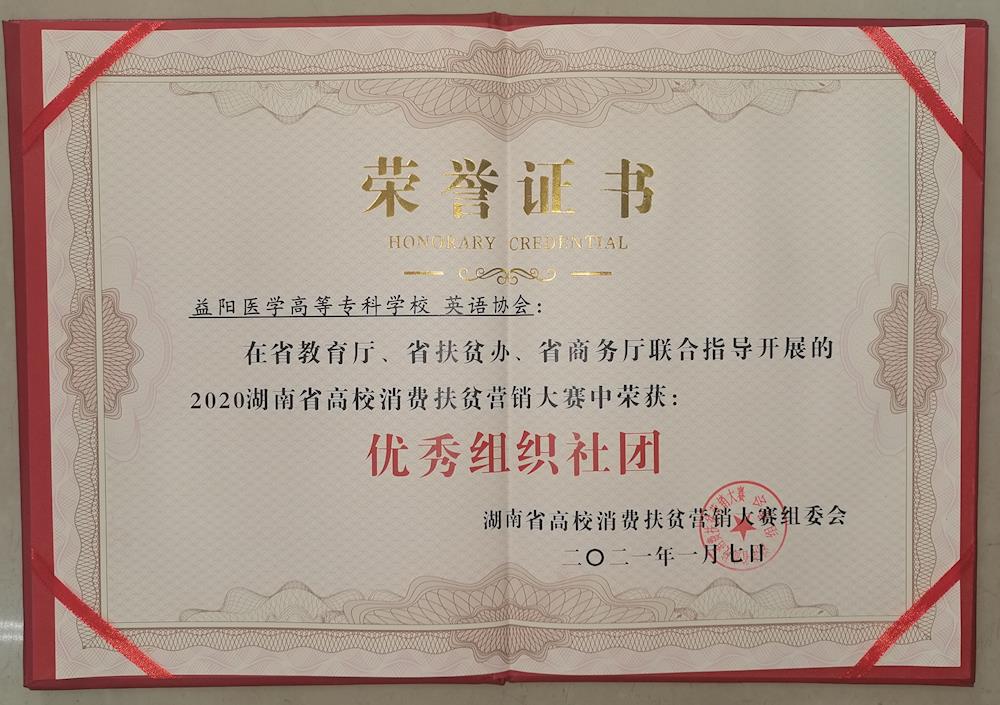 荣誉证书
HONORARY CREDENTIAL
益阳医学高等专科学校 英语协会：
在省教育厅、省扶贫办、省商务厅联合指导开展的
2020湖南省高校消费扶贫营销大赛中荣获：
优秀组织社团
湖南省高校消费扶贫营销大赛组委会
二〇二一年一月七日